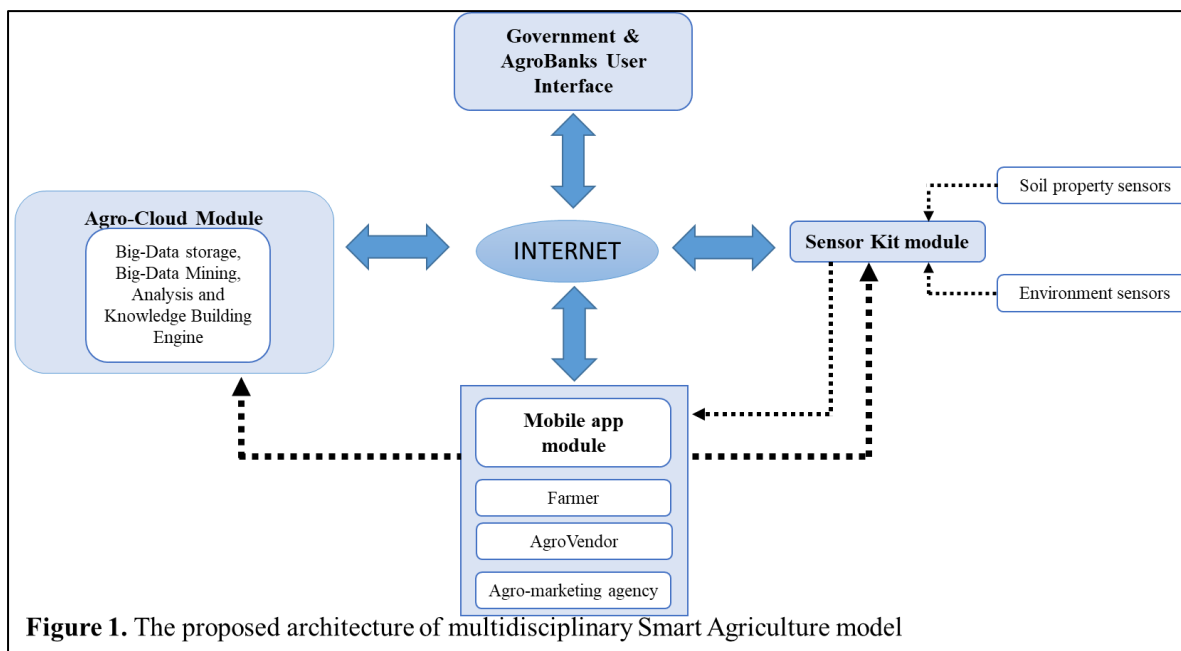 Government &
AgroBanks User
Interface
Agro-Cloud Module
Big-Data storage,
Big-Data Mining,
Analysis and
Knowledge Building
Engine
INTERNET
Sensor Kit module
Soil property sensors
Environment sensors
Mobile app
module
Farmer
AgroVendor
Agro-marketing agency
Figure 1. The proposed architecture of multidisciplinary Smart Agriculture model